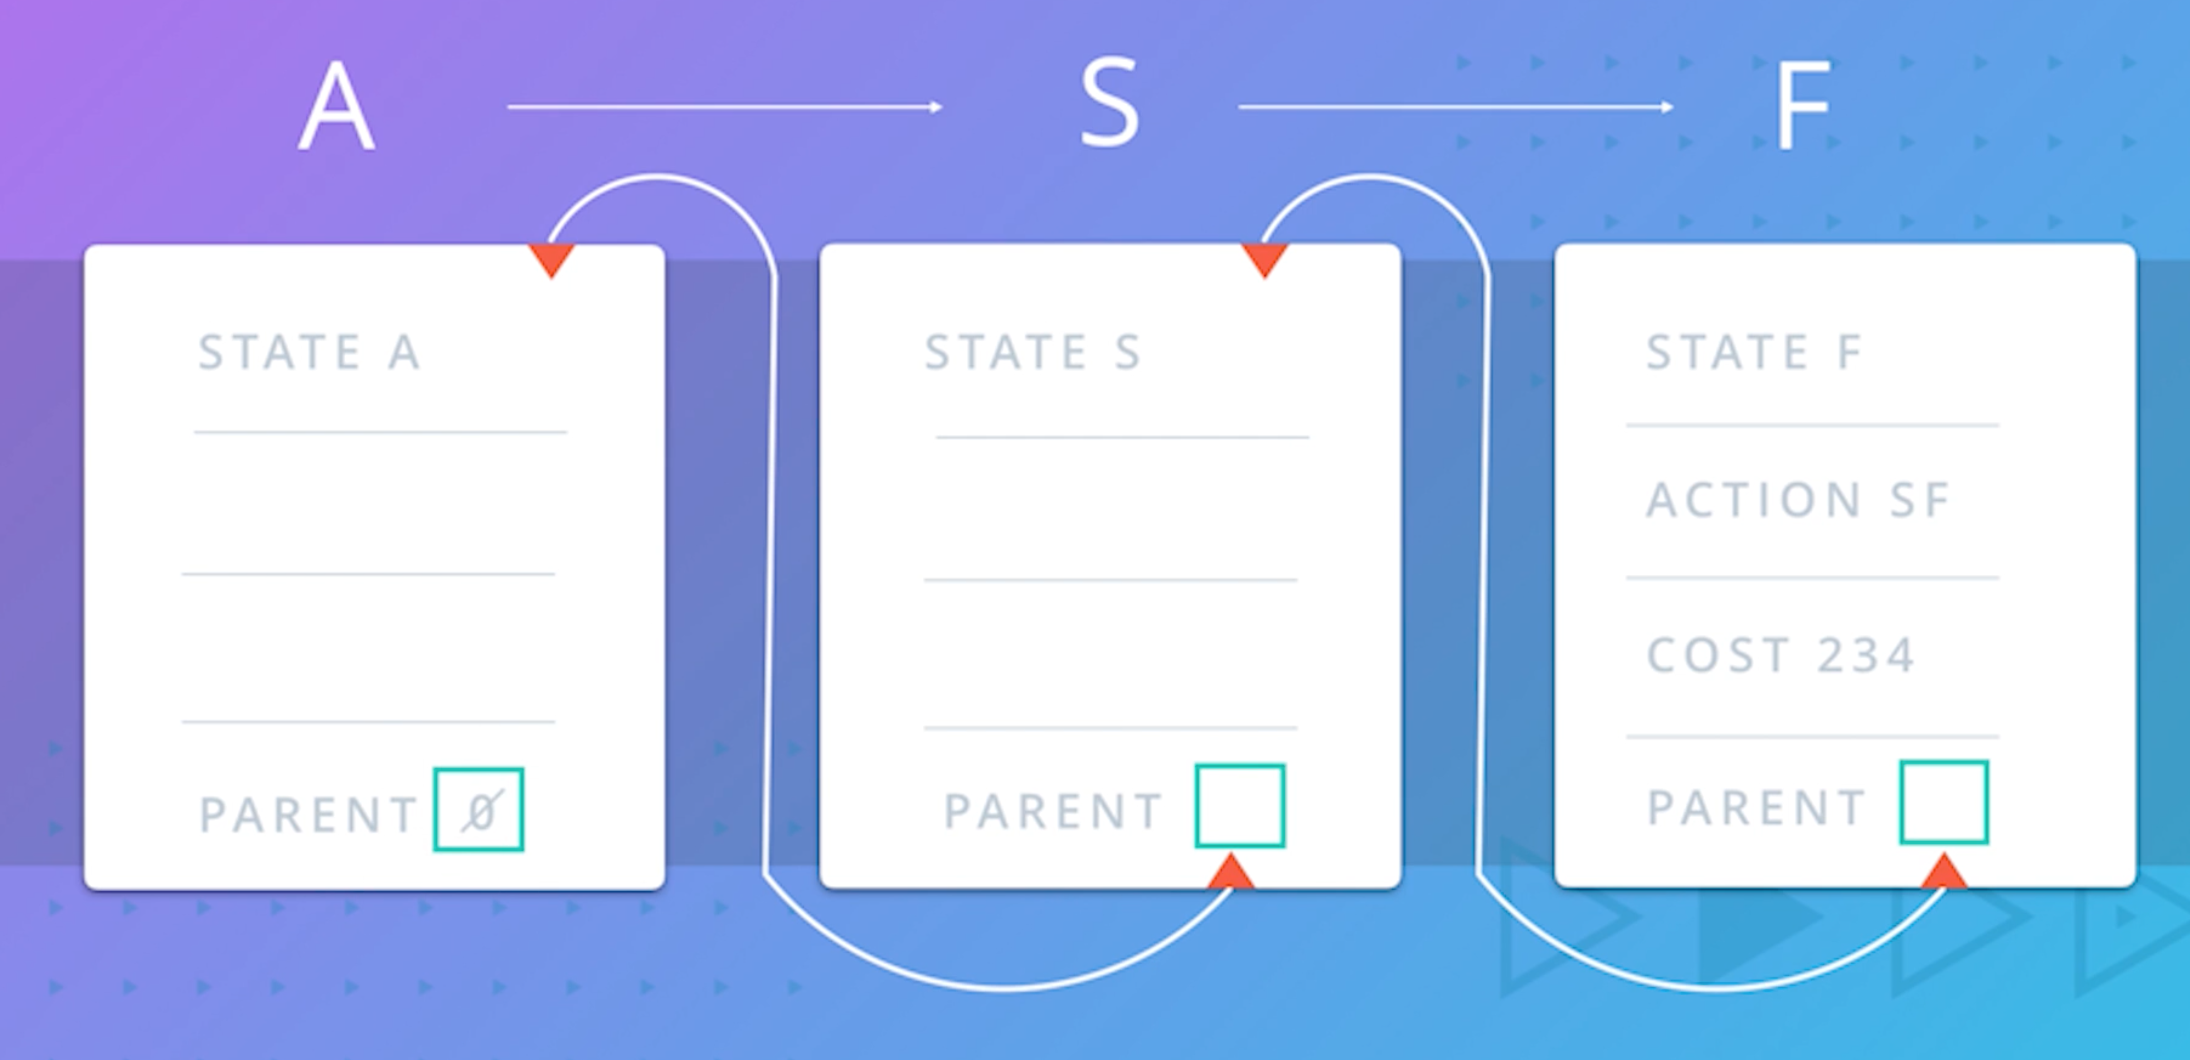 A
S
F
STATE A
PARENT Ø
STATE S
PARENT
STATE F
ACTION SF
COST 234
PARENT